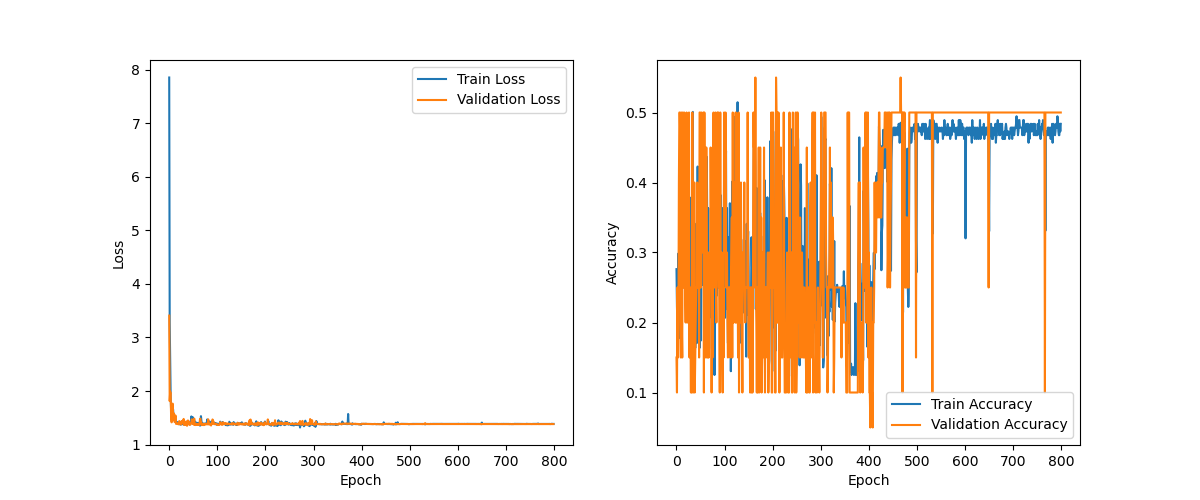 8
7
6
5
4
3
2
1
Loss
0 100 200 300 400 500 600 700 800
Epoch
Train Loss
Validation Loss
0.5
0.4
0.3
0.2
0.1
Accuracy
0 100 200 300 400 500 600 700 800
Epoch
Train Accuracy
Validation Accuracy